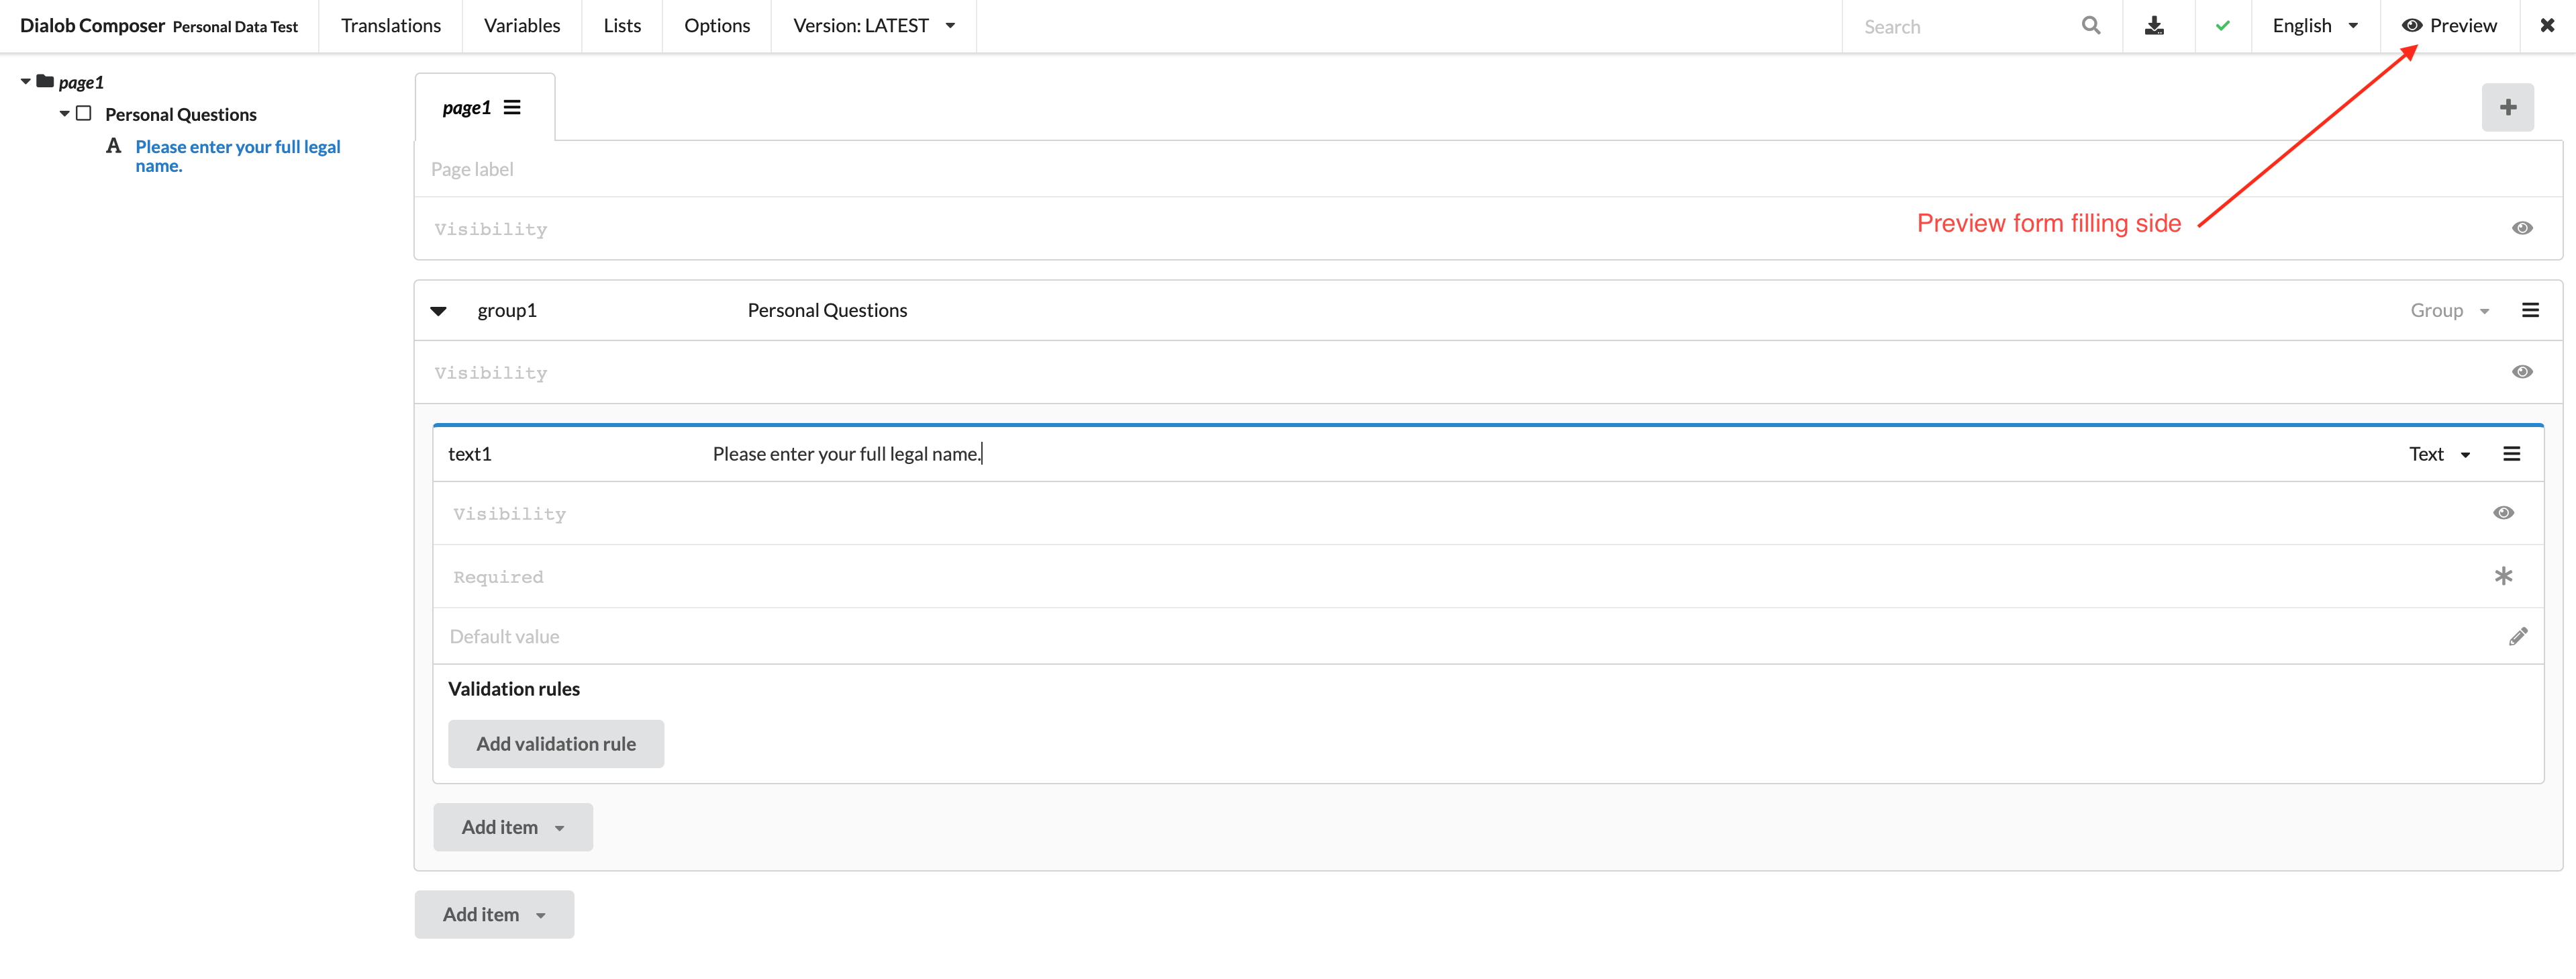 Dialob Composer Personal Data Test Translations Variables Lists Options Version: LATEST Search English Preview
page1
Personal Questions
Please enter your full legal
name.
page1
Page label
Visibility
Preview form filling side
group1 Personal Questions Group
Visibility
text1 Please enter your full legal name. Text
Visibility
Required
Default value
Validation rules
Add validation rule
Add item
Add item